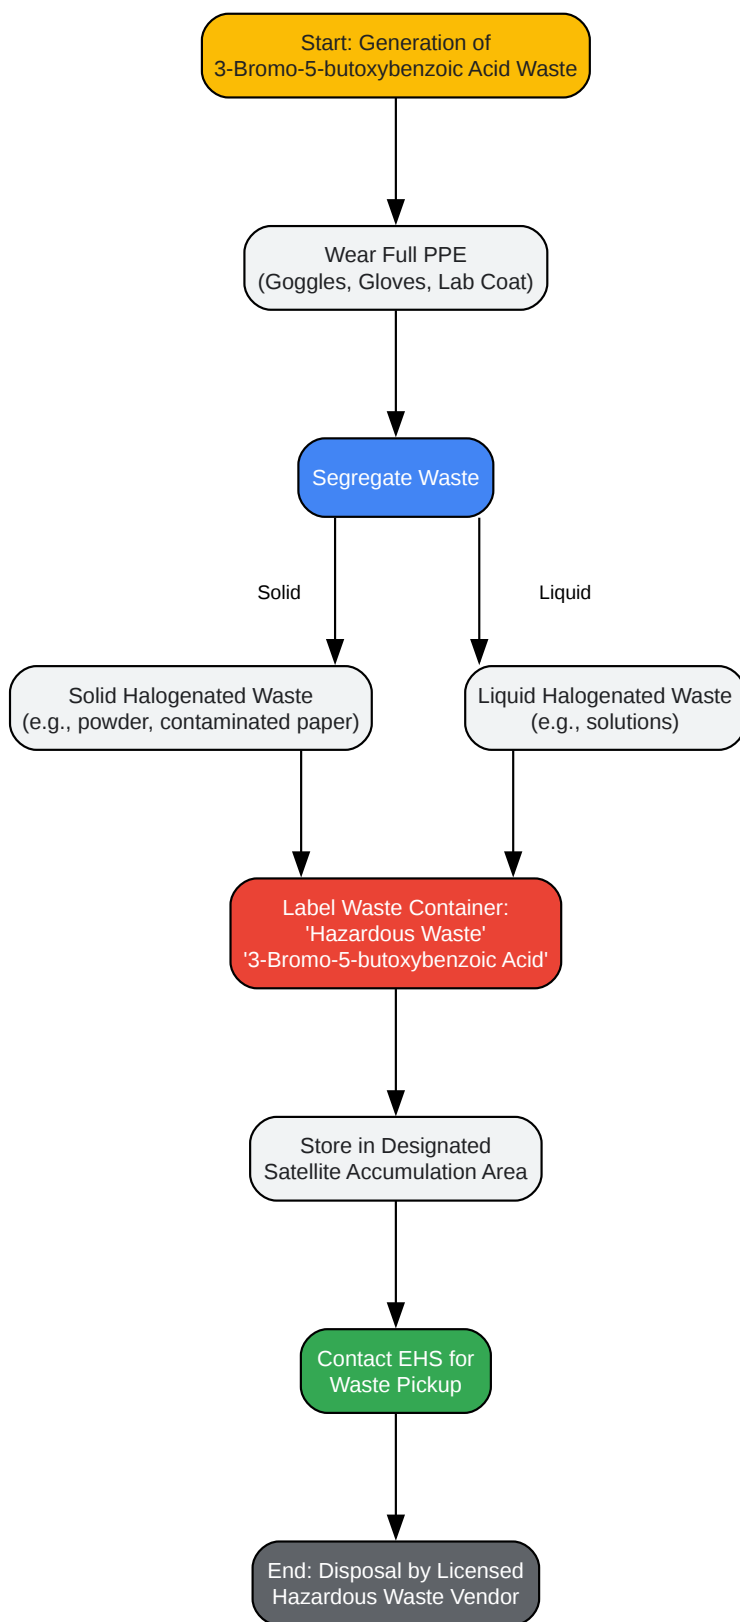 Start: Generation of
3-Bromo-5-butoxybenzoic Acid Waste
Wear Full PPE
(Goggles, Gloves, Lab Coat)
Segregate Waste
Solid
Liquid
Solid Halogenated Waste
(e.g., powder, contaminated paper)
Liquid Halogenated Waste
(e.g., solutions)
Label Waste Container:
'Hazardous Waste'
'3-Bromo-5-butoxybenzoic Acid'
Store in Designated
Satellite Accumulation Area
Contact EHS for
Waste Pickup
End: Disposal by Licensed
Hazardous Waste Vendor